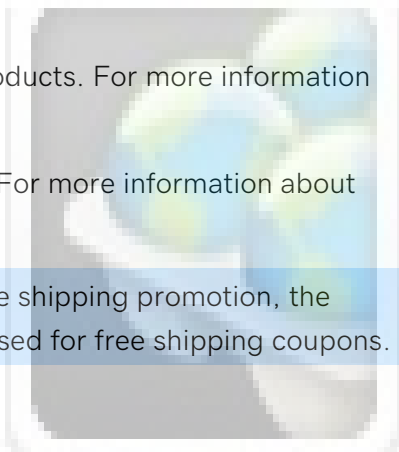 oducts. For more information
For more information about
e shipping promotion, the
sed for free shipping coupons.